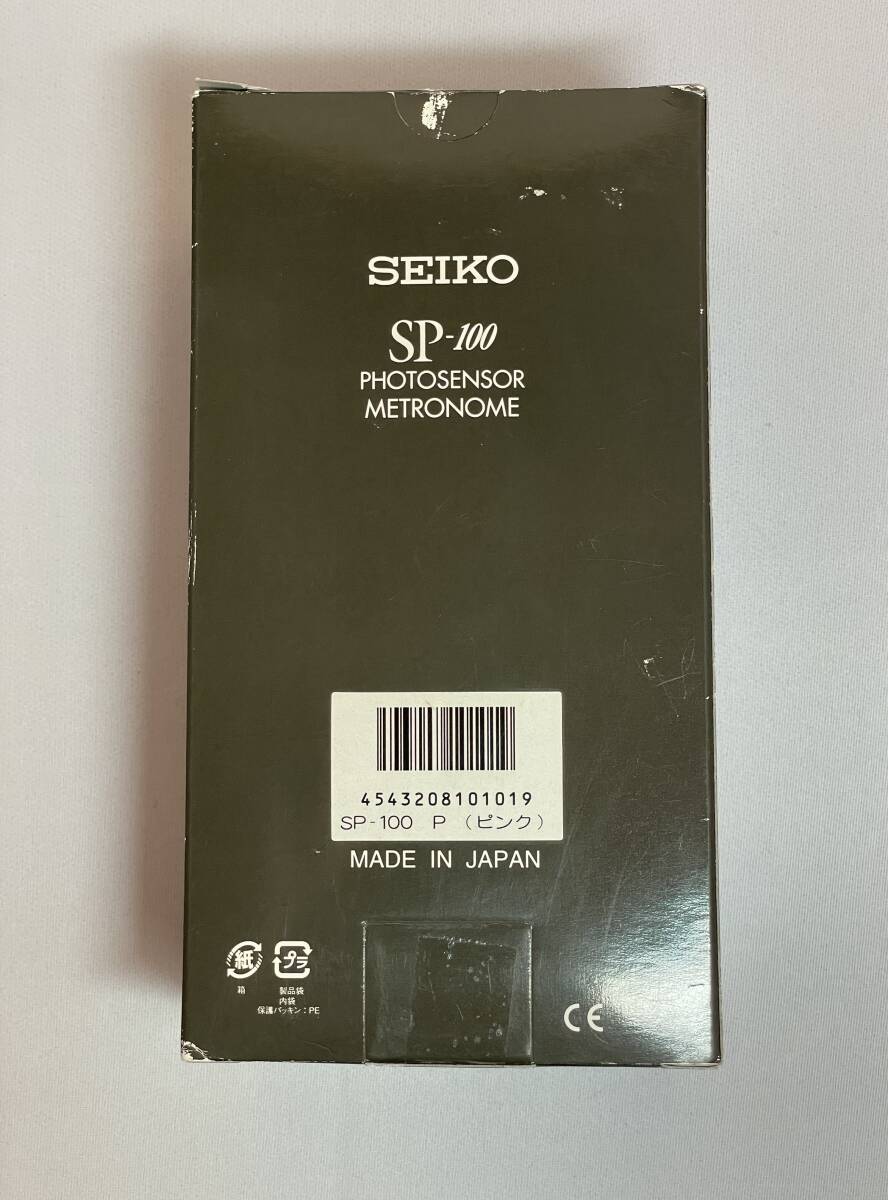 SEIKO
SP-100
PHOTOSENSOR
METRONOME
4543208101019
SP-100 P (ピンク)
MADE IN JAPAN
紙 プラ
箱 製品袋
内袋
保護パッキン:PE
CE